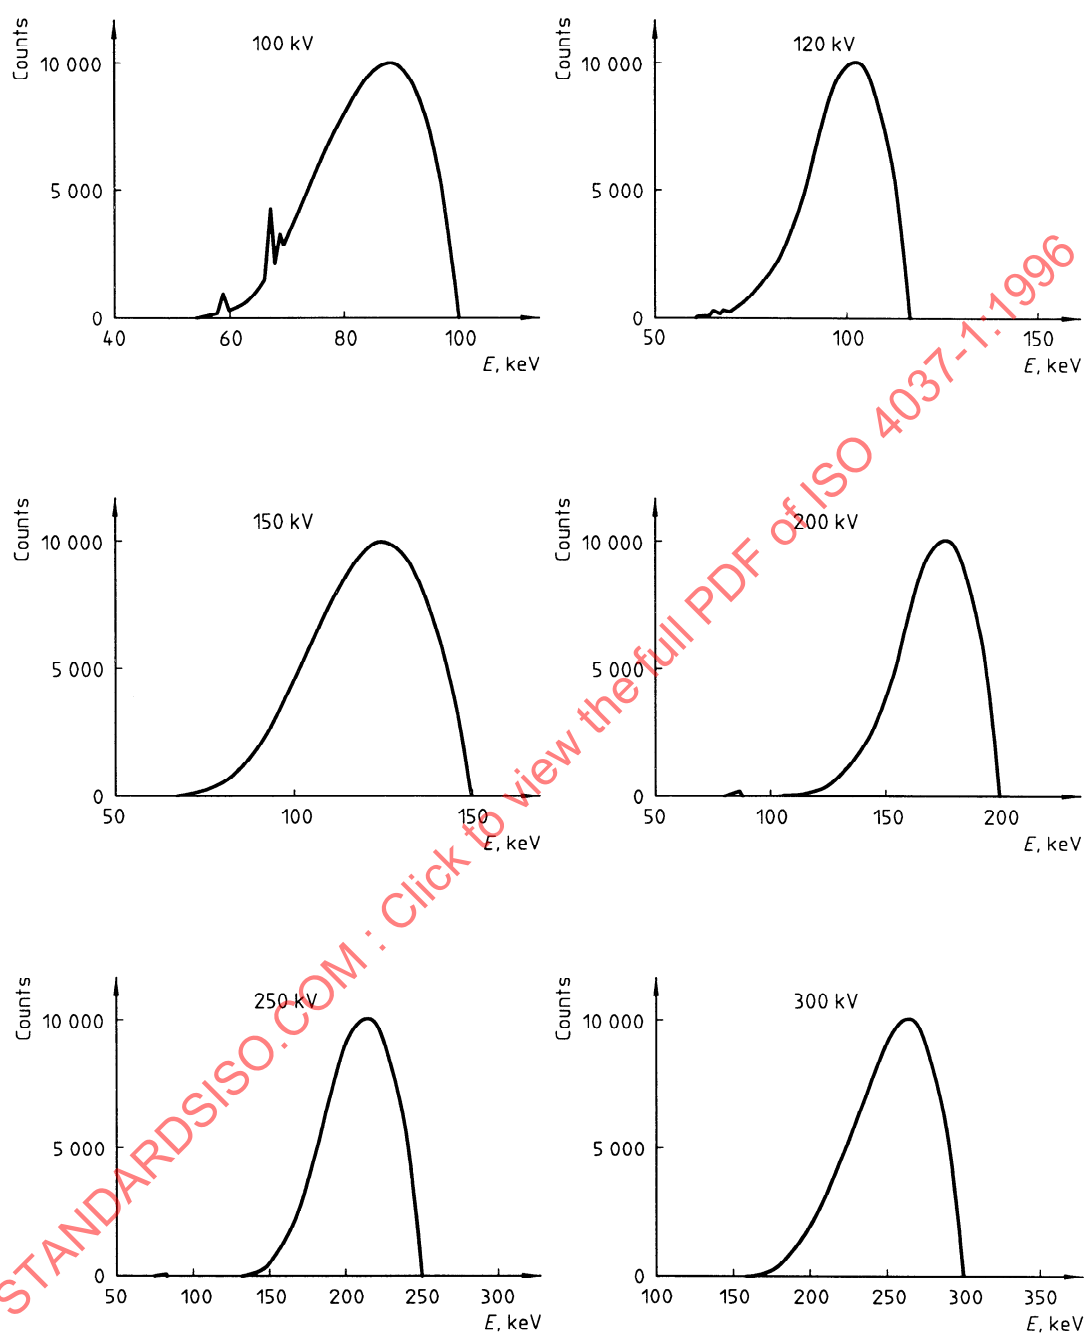 Counts
100 kV
10 000
5 000
0
40
60
80
100
E, keV
Counts
120 kV
10 000
5 000
0
50
100
150
E, keV
Counts
150 kV
10 000
5 000
0
50
100
150
E, keV
Counts
200 kV
10 000
5 000
0
50
100
150
200
E, keV
Counts
250 kV
10 000
5 000
0
50
100
150
200
250
300
E, keV
Counts
300 kV
10 000
5 000
0
100
150
200
250
300
350
E, keV
STANDARDSISO.COM : Click to view the full PDF of ISO 4037-1:1996